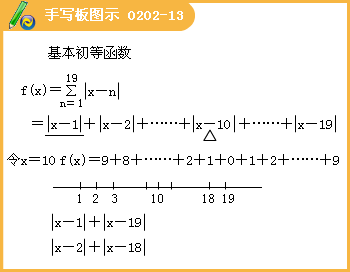 手写板图示 0202-13
基本初等函数
f(x)=19∑n=1|x-n|
=|x-1|+|x-2|+……+|x-10|+……+|x-19|
△
令x=10 f(x)=9+8+……+2+1+0+1+2+……+9
1 2 3 10 18 19
|x-1|+|x-19|
|x-2|+|x-18|